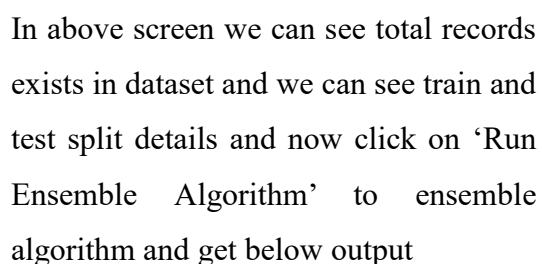 In above screen we can see total records
exists in dataset and we can see train and
test split details and now click on ‘Run
Ensemble Algorithm’ to ensemble
algorithm and get below output